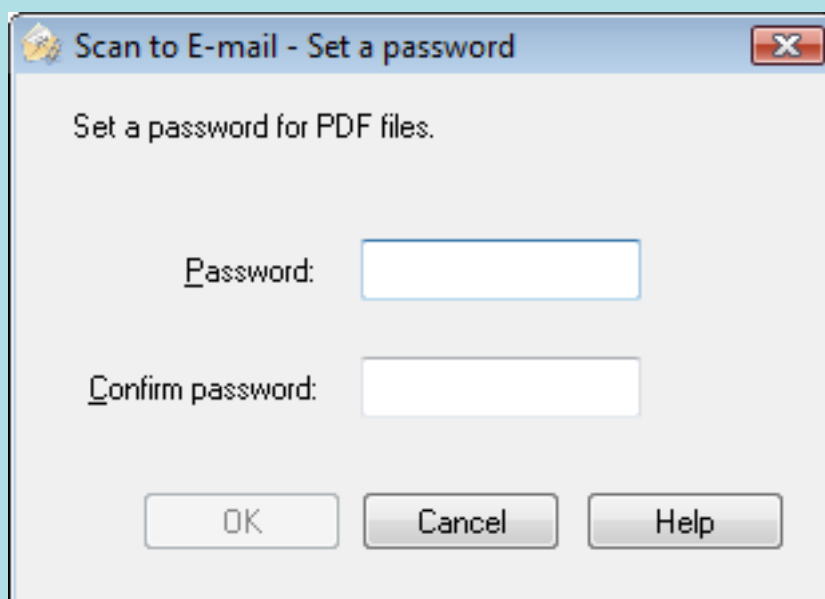 Scan to E-mail - Set a password
Set a password for PDF files.
Password:
Confirm password:
OK Cancel Help